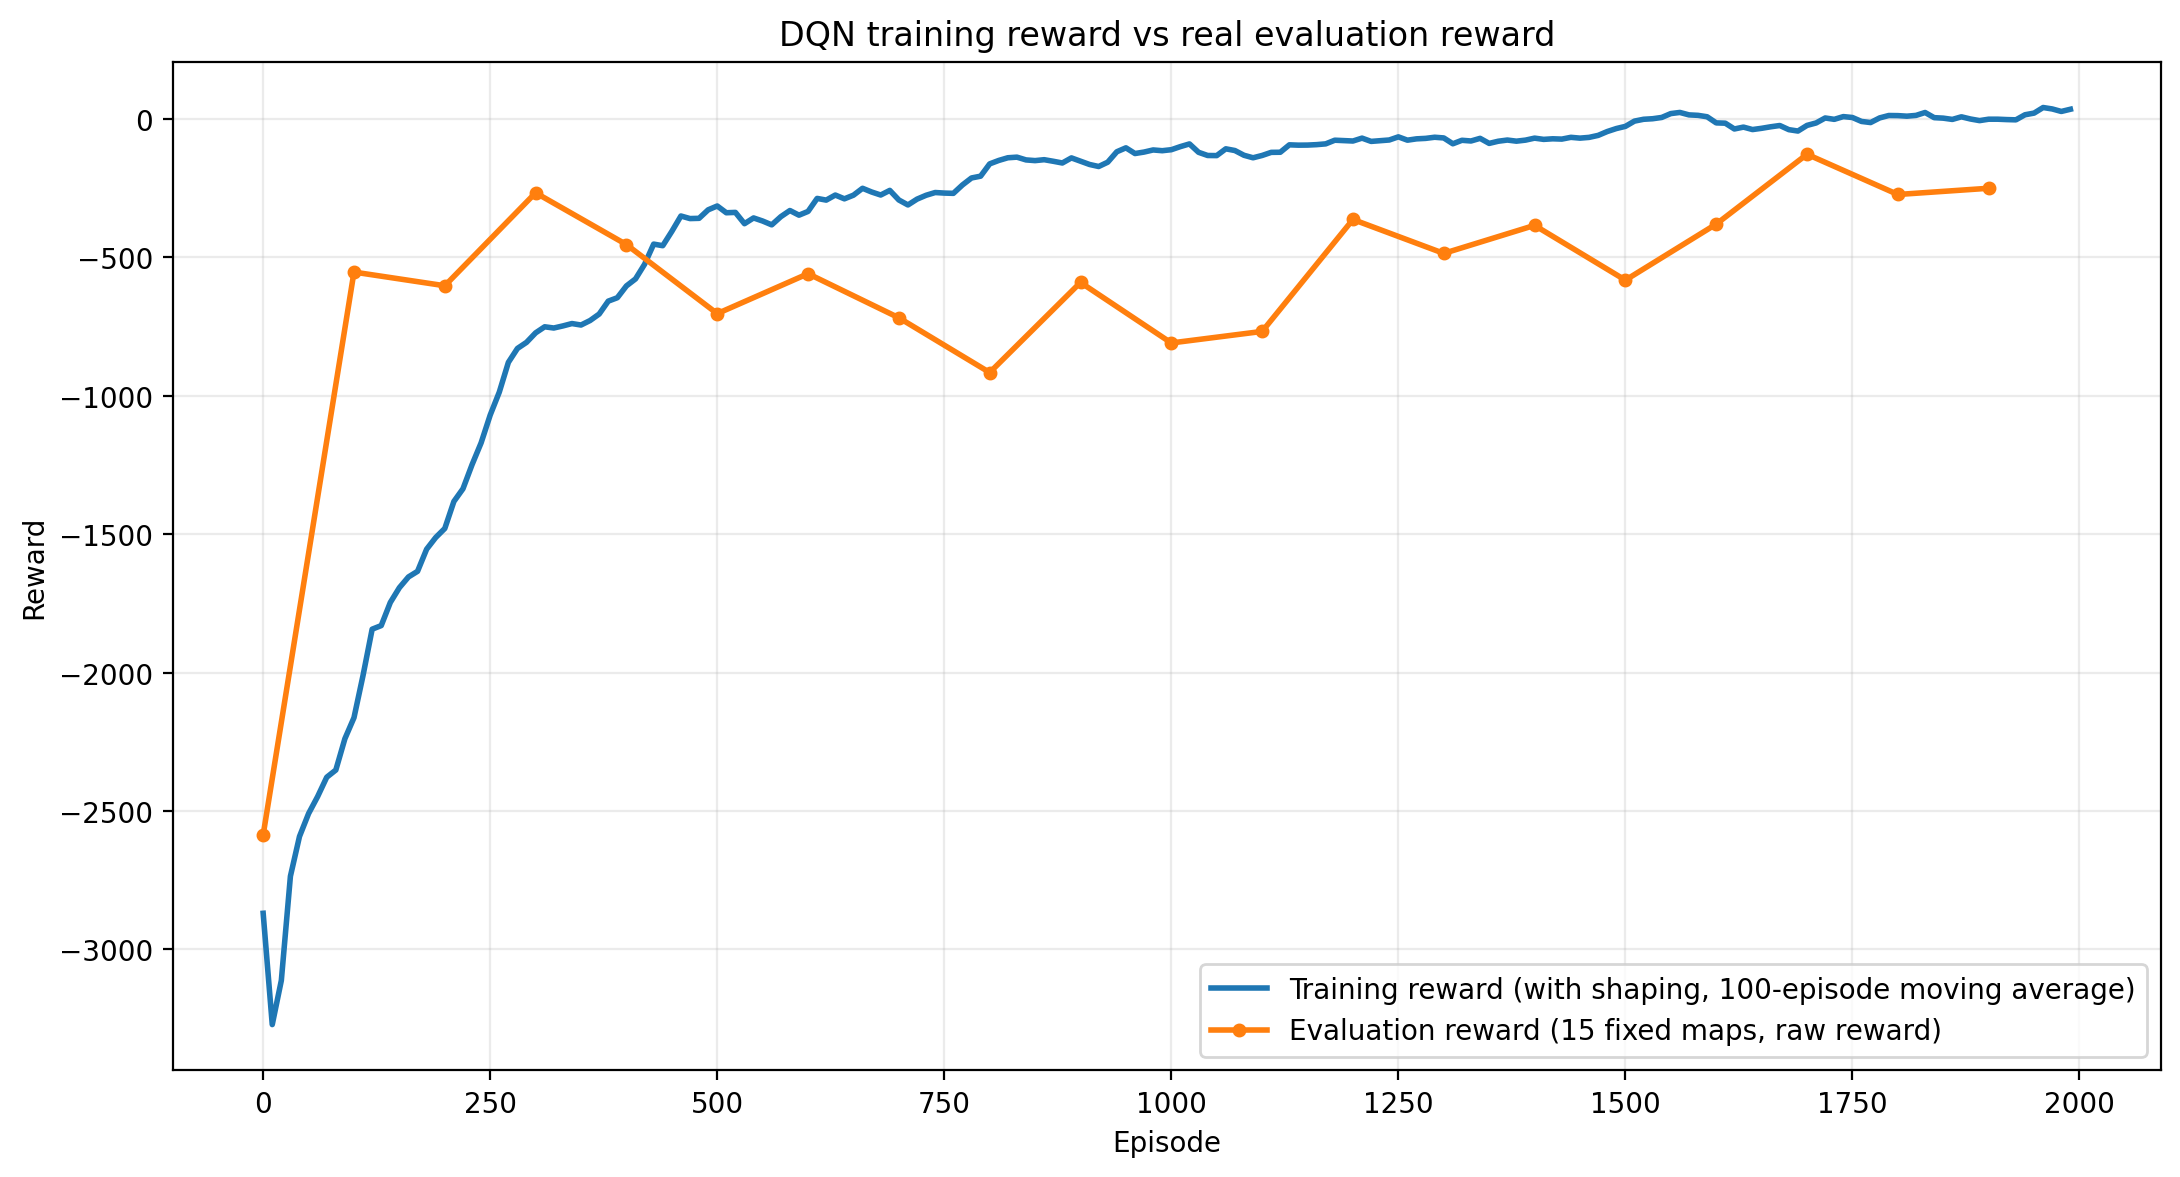 DQN training reward vs real evaluation reward
0
−500
−1000
−1500
−2000
−2500
−3000
Reward
Training reward (with shaping, 100-episode moving average)
Evaluation reward (15 fixed maps, raw reward)
0 250 500 750 1000 1250 1500 1750 2000
Episode